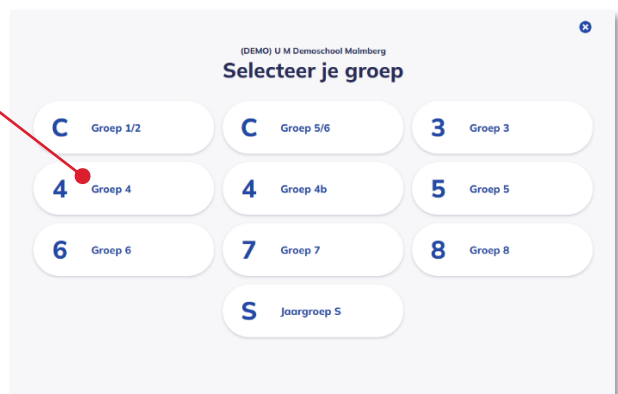 (DEMO) U M Demoschool Malmberg
Selecteer je groep
C Groep 1/2
C Groep 5/6
3 Groep 3
4 Groep 4
4 Groep 4b
5 Groep 5
6 Groep 6
7 Groep 7
8 Groep 8
S Jaargroep S